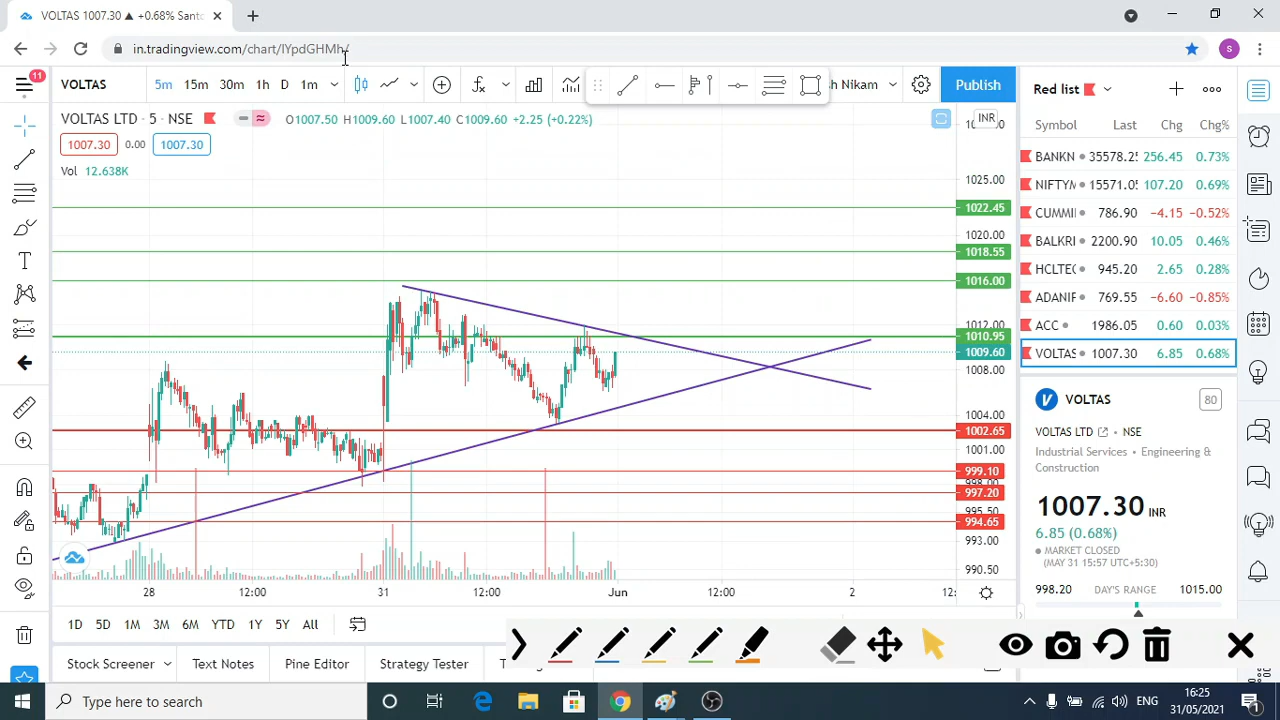 VOLTAS 1007.30 ▲ +0.68% Sant
in.tradingview.com/chart/IYpdGHMh/
S
11
VOLTAS
5m 15m 30m 1h D 1m
h Nikam
Publish
VOLTAS LTD · 5 · NSE O1007.50 H1009.60 L1007.40 C1009.60 +2.25 (+0.22%)
1007.30 0.00 1007.30
Vol 12.638K
INR
1025.00
1022.45
1020.00
1018.55
1016.00
1012.00
1010.95
1009.60
1008.00
1004.00
1002.65
1001.00
999.10
997.20
995.50
994.65
993.00
990.50
28 12:00 31 12:00 Jun 12:00 2 12:
1D 5D 1M 3M 6M YTD 1Y 5Y All
Stock Screener Text Notes Pine Editor Strategy Tester
Red list
Symbol Last Chg Chg%
BANKN 35578.2 256.45 0.73%
NIFTY 15571.0 107.20 0.69%
CUMMI 786.90 −4.15 −0.52%
BALKRI 2200.90 10.05 0.46%
HCLTEC 945.20 2.65 0.28%
ADANIF 769.55 −6.60 −0.85%
ACC 1986.05 0.60 0.03%
VOLTAS 1007.30 6.85 0.68%
VOLTAS 80
VOLTAS LTD · NSE
Industrial Services · Engineering &
Construction
1007.30 INR
6.85 (0.68%)
MARKET CLOSED
(MAY 31 15:57 UTC+5:30)
998.20 DAY'S RANGE 1015.00
Type here to search
ENG
16:25
31/05/2021
1